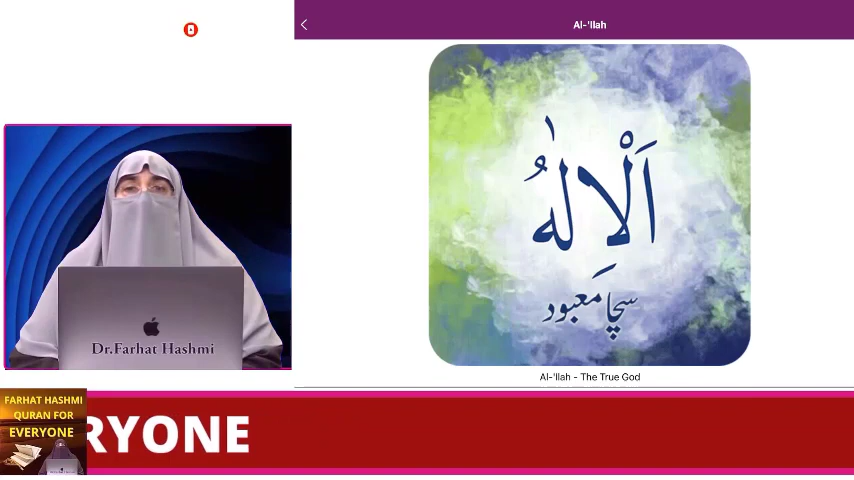 Al-'Ilah
اَلْاِلٰهُ
سچا معبود
Al-'Ilah - The True God
Dr.Farhat Hashmi
FARHAT HASHMI
QURAN FOR
EVERYONE
RYONE